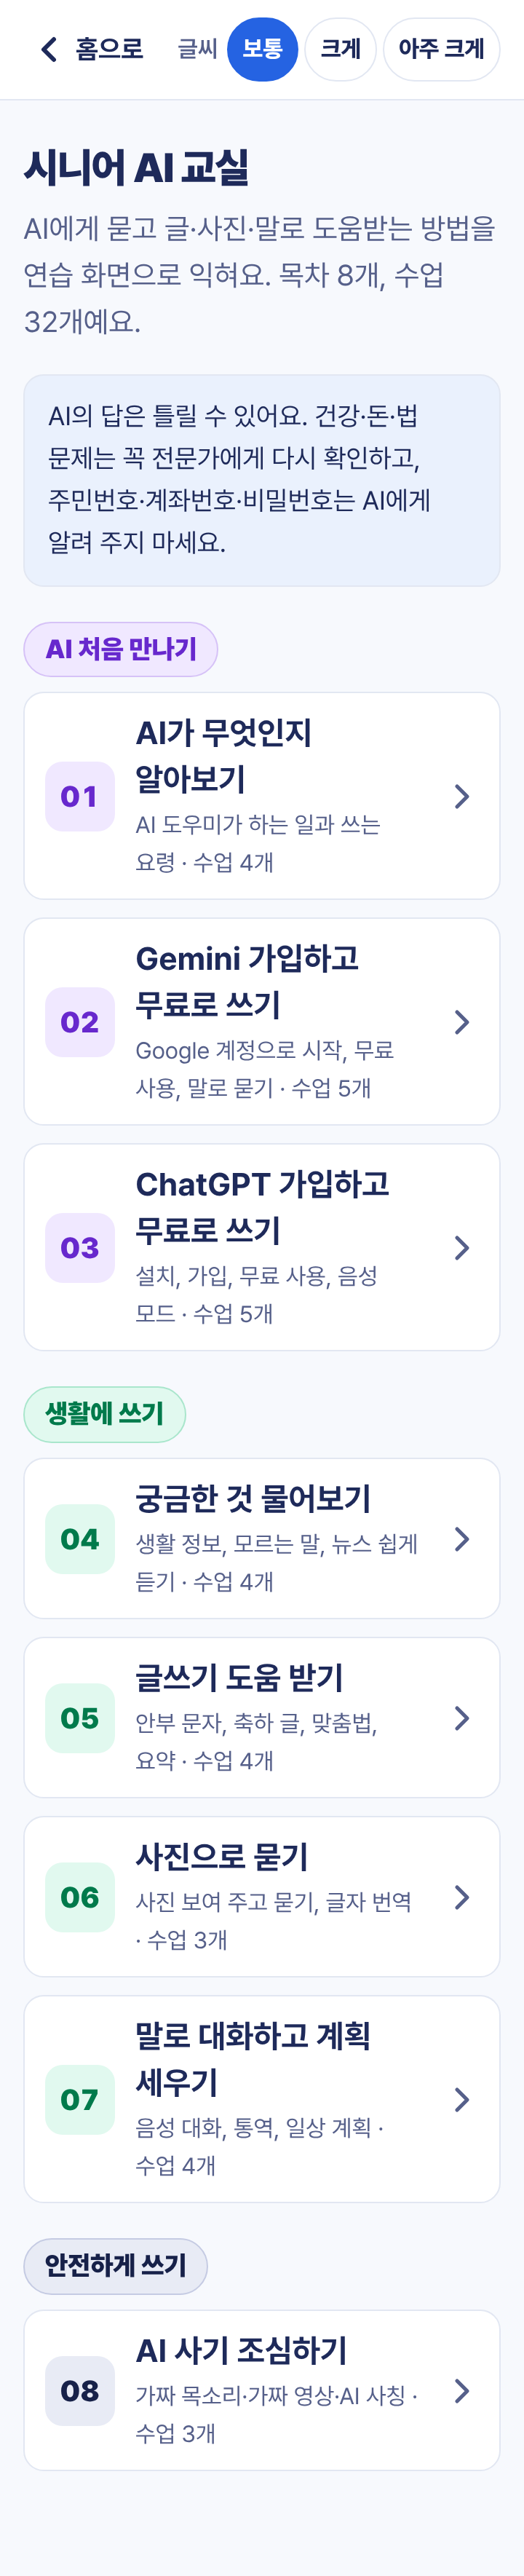 홈으로 글씨 보통 크게 아주 크게
시니어 AI 교실
AI에게 묻고 글·사진·말로 도움받는 방법을
연습 화면으로 익혀요. 목차 8개, 수업
32개예요.
AI의 답은 틀릴 수 있어요. 건강·돈·법
문제는 꼭 전문가에게 다시 확인하고,
주민번호·계좌번호·비밀번호는 AI에게
알려 주지 마세요.
AI 처음 만나기
01
AI가 무엇인지
알아보기
AI 도우미가 하는 일과 쓰는
요령 · 수업 4개
02
Gemini 가입하고
무료로 쓰기
Google 계정으로 시작, 무료
사용, 말로 묻기 · 수업 5개
03
ChatGPT 가입하고
무료로 쓰기
설치, 가입, 무료 사용, 음성
모드 · 수업 5개
생활에 쓰기
04
궁금한 것 물어보기
생활 정보, 모르는 말, 뉴스 쉽게
듣기 · 수업 4개
05
글쓰기 도움 받기
안부 문자, 축하 글, 맞춤법,
요약 · 수업 4개
06
사진으로 묻기
사진 보여 주고 묻기, 글자 번역
· 수업 3개
07
말로 대화하고 계획
세우기
음성 대화, 통역, 일상 계획 ·
수업 4개
안전하게 쓰기
08
AI 사기 조심하기
가짜 목소리·가짜 영상·AI 사칭 ·
수업 3개